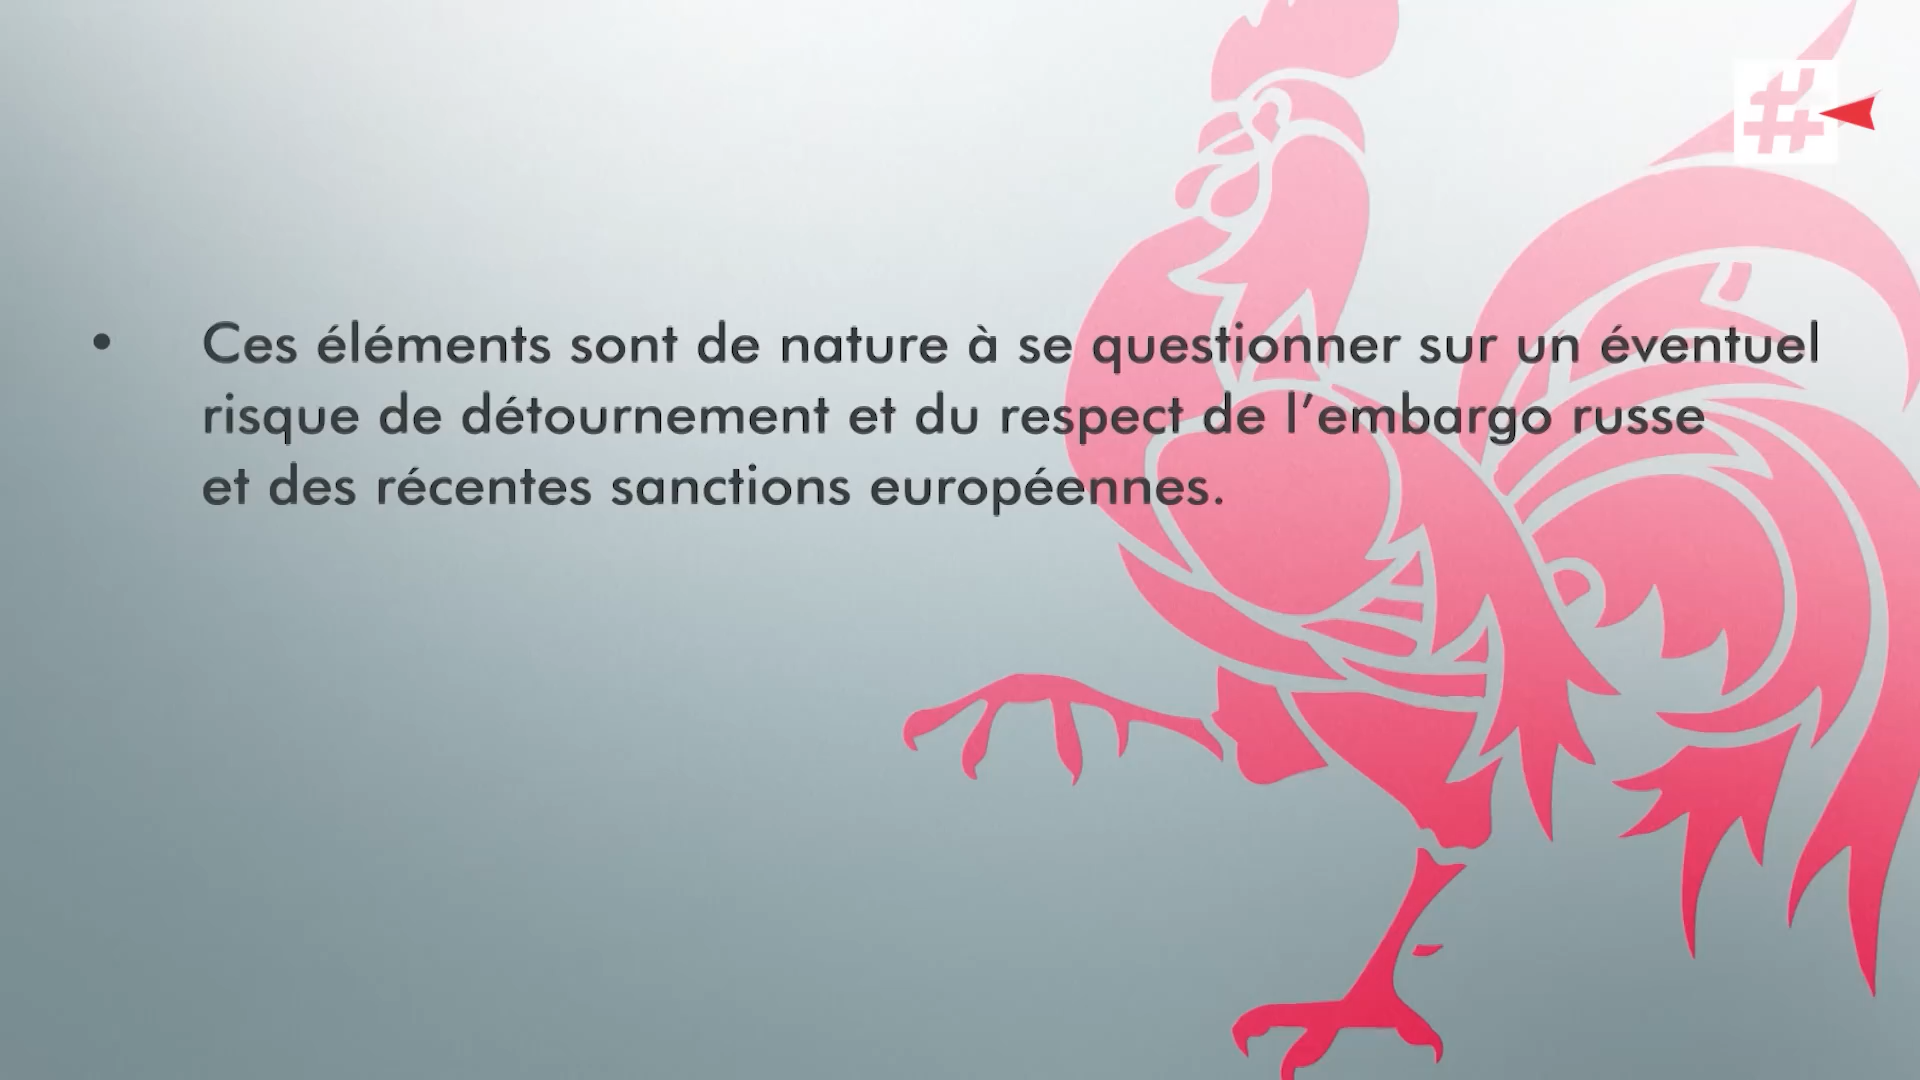 #
• Ces éléments sont de nature à se questionner sur un éventuel
risque de détournement et du respect de l’embargo russe
et des récentes sanctions européennes.